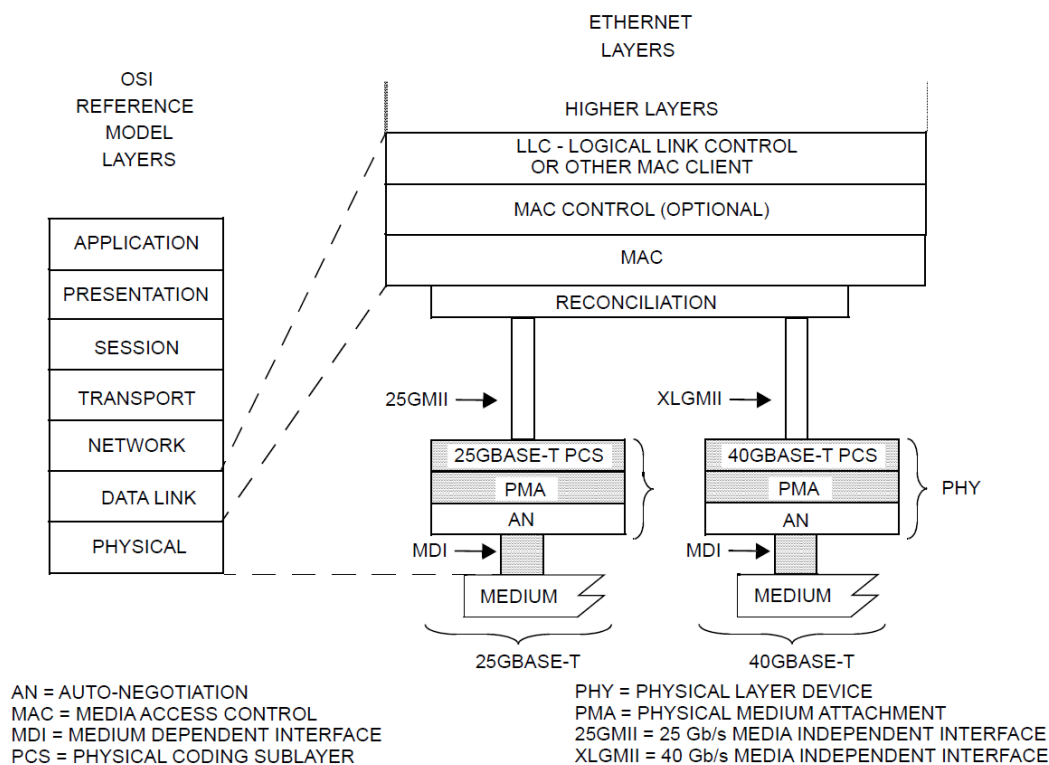 ETHERNET
LAYERS
OSI
REFERENCE
MODEL
LAYERS
HIGHER LAYERS
LLC - LOGICAL LINK CONTROL
OR OTHER MAC CLIENT
MAC CONTROL (OPTIONAL)
MAC
RECONCILIATION
APPLICATION
PRESENTATION
SESSION
TRANSPORT
NETWORK
DATA LINK
PHYSICAL
25GMII
XLGMII
25GBASE-T PCS
PMA
AN
MDI
MEDIUM
25GBASE-T
40GBASE-T PCS
PMA
AN
PHY
MDI
MEDIUM
40GBASE-T
AN = AUTO-NEGOTIATION
MAC = MEDIA ACCESS CONTROL
MDI = MEDIUM DEPENDENT INTERFACE
PCS = PHYSICAL CODING SUBLAYER
PHY = PHYSICAL LAYER DEVICE
PMA = PHYSICAL MEDIUM ATTACHMENT
25GMII = 25 Gb/s MEDIA INDEPENDENT INTERFACE
XLGMII = 40 Gb/s MEDIA INDEPENDENT INTERFACE